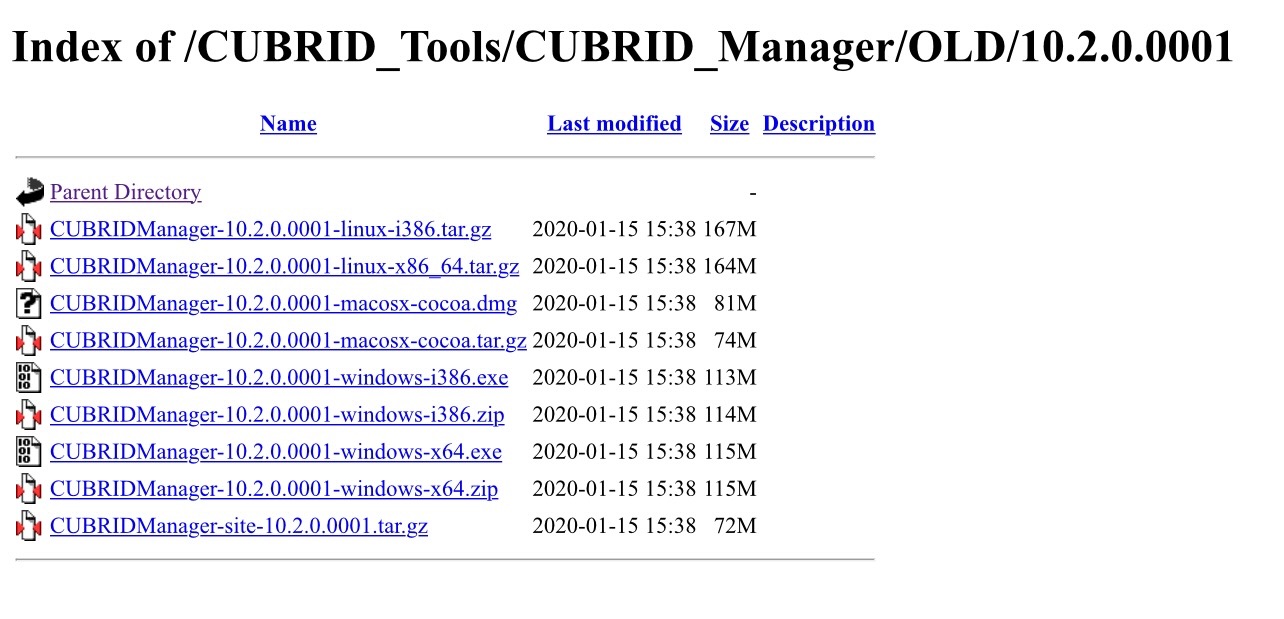 Index of /CUBRID_Tools/CUBRID_Manager/OLD/10.2.0.0001
Name Last modified Size Description
Parent Directory -
CUBRIDManager-10.2.0.0001-linux-i386.tar.gz 2020-01-15 15:38 167M
CUBRIDManager-10.2.0.0001-linux-x86_64.tar.gz 2020-01-15 15:38 164M
CUBRIDManager-10.2.0.0001-macosx-cocoa.dmg 2020-01-15 15:38 81M
CUBRIDManager-10.2.0.0001-macosx-cocoa.tar.gz 2020-01-15 15:38 74M
CUBRIDManager-10.2.0.0001-windows-i386.exe 2020-01-15 15:38 113M
CUBRIDManager-10.2.0.0001-windows-i386.zip 2020-01-15 15:38 114M
CUBRIDManager-10.2.0.0001-windows-x64.exe 2020-01-15 15:38 115M
CUBRIDManager-10.2.0.0001-windows-x64.zip 2020-01-15 15:38 115M
CUBRIDManager-site-10.2.0.0001.tar.gz 2020-01-15 15:38 72M